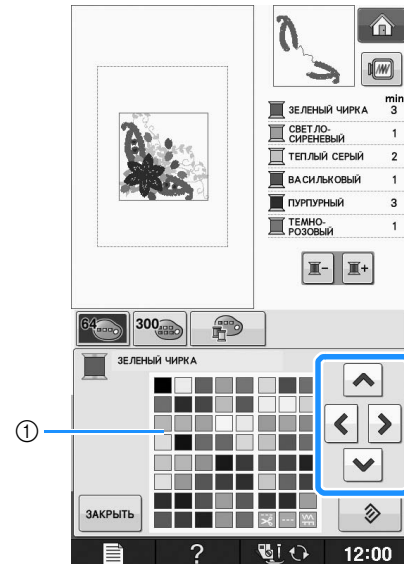 min
ЗЕЛЕНЫЙ ЧИРКА 3
СВЕТЛО-
СИРЕНЕВЫЙ 1
ТЕПЛЫЙ СЕРЫЙ 2
ВАСИЛЬКОВЫЙ 1
ПУРПУРНЫЙ 3
ТЕМНО-
РОЗОВЫЙ 1
64 300
ЗЕЛЕНЫЙ ЧИРКА
①
ЗАКРЫТЬ
? 12:00